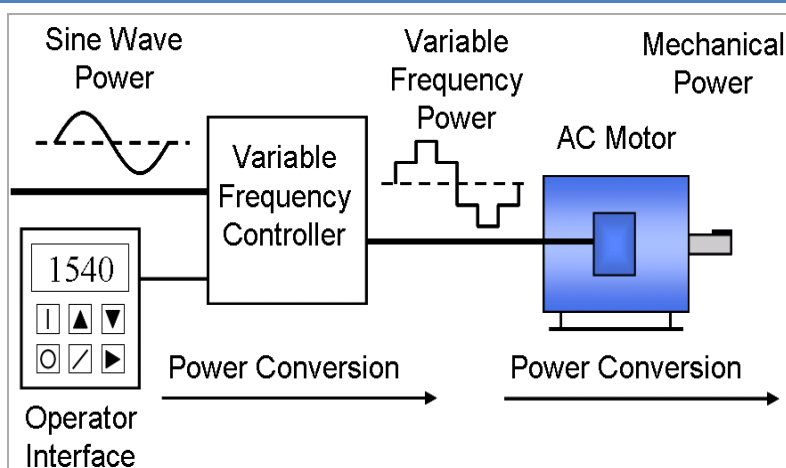 Sine Wave
Power
Variable
Frequency
Power
Mechanical
Power
AC Motor
Variable
Frequency
Controller
1540
Power Conversion
Power Conversion
Operator
Interface